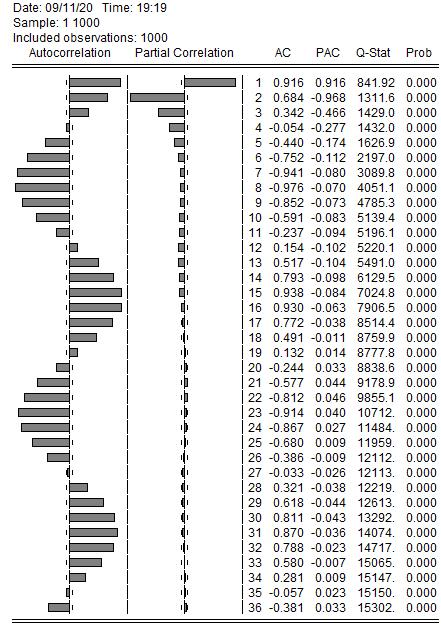 Date: 09/11/20 Time: 19:19
Sample: 1 1000
Included observations: 1000
Autocorrelation Partial Correlation AC PAC Q-Stat Prob
1 0.916 0.916 841.92 0.000
2 0.684 -0.968 1311.6 0.000
3 0.342 -0.466 1429.0 0.000
4 -0.054 -0.277 1432.0 0.000
5 -0.440 -0.174 1626.9 0.000
6 -0.752 -0.112 2197.0 0.000
7 -0.941 -0.080 3089.8 0.000
8 -0.976 -0.070 4051.1 0.000
9 -0.852 -0.073 4785.3 0.000
10 -0.591 -0.083 5139.4 0.000
11 -0.237 -0.094 5196.1 0.000
12 0.154 -0.102 5220.1 0.000
13 0.517 -0.104 5491.0 0.000
14 0.793 -0.098 6129.5 0.000
15 0.938 -0.084 7024.8 0.000
16 0.930 -0.063 7906.5 0.000
17 0.772 -0.038 8514.4 0.000
18 0.491 -0.011 8759.9 0.000
19 0.132 0.014 8777.8 0.000
20 -0.244 0.033 8838.6 0.000
21 -0.577 0.044 9178.9 0.000
22 -0.812 0.046 9855.1 0.000
23 -0.914 0.040 10712. 0.000
24 -0.867 0.027 11484. 0.000
25 -0.680 0.009 11959. 0.000
26 -0.386 -0.009 12112. 0.000
27 -0.033 -0.026 12113. 0.000
28 0.321 -0.038 12219. 0.000
29 0.618 -0.044 12613. 0.000
30 0.811 -0.043 13292. 0.000
31 0.870 -0.036 14074. 0.000
32 0.788 -0.023 14717. 0.000
33 0.580 -0.007 15065. 0.000
34 0.281 0.009 15147. 0.000
35 -0.057 0.023 15150. 0.000
36 -0.381 0.033 15302. 0.000